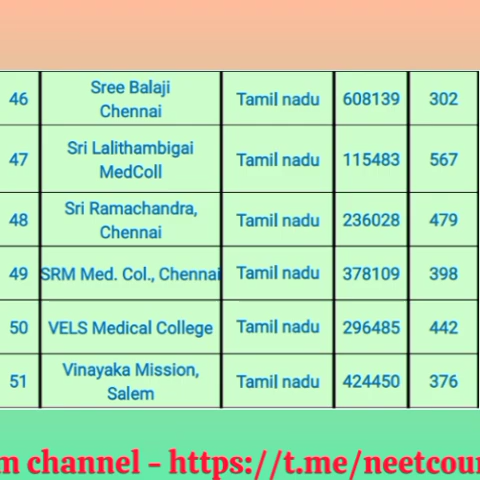 46 Sree Balaji Chennai Tamil nadu 608139 302
47 Sri Lalithambigai MedColl Tamil nadu 115483 567
48 Sri Ramachandra, Chennai Tamil nadu 236028 479
49 SRM Med. Col., Chennai Tamil nadu 378109 398
50 VELS Medical College Tamil nadu 296485 442
51 Vinayaka Mission, Salem Tamil nadu 424450 376
m channel - https://t.me/neetcour